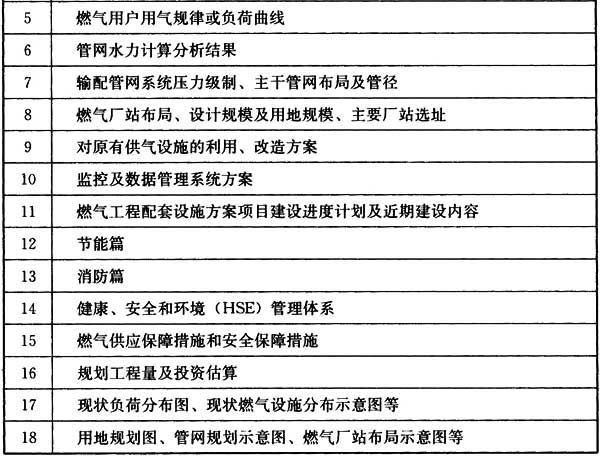 5 燃气用户用气规律或负荷曲线
6 管网水力计算分析结果
7 输配管网系统压力级制、主干管网布局及管径
8 燃气厂站布局、设计规模及用地规模、主要厂站选址
9 对原有供气设施的利用、改造方案
10 监控及数据管理系统方案
11 燃气工程配套设施方案项目建设进度计划及近期建设内容
12 节能篇
13 消防篇
14 健康、安全和环境（HSE）管理体系
15 燃气供应保障措施和安全保障措施
16 规划工程量及投资估算
17 现状负荷分布图、现状燃气设施分布示意图等
18 用地规划图、管网规划示意图、燃气厂站布局示意图等